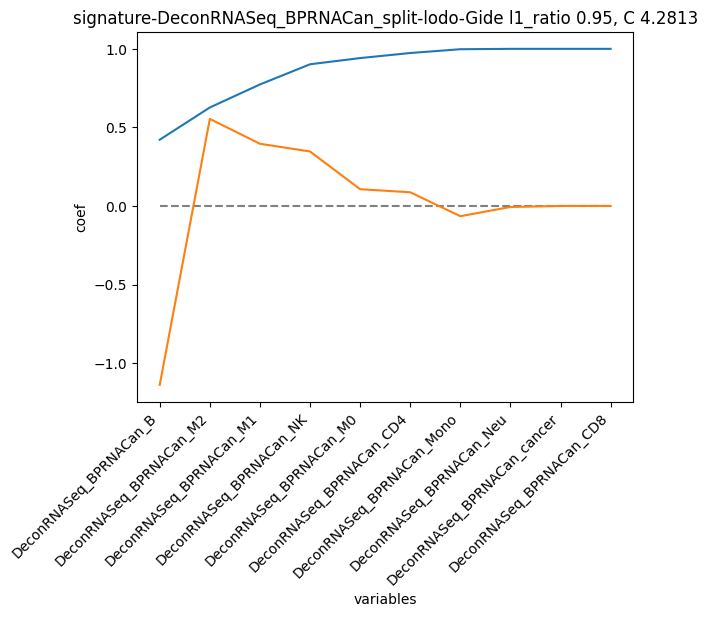 signature-DeconRNASeq_BPRNACan_split-lodo-Gide l1_ratio 0.95, C 4.2813
1.0
0.5
0.0
−0.5
−1.0
coef
DeconRNASeq_BPRNACan_B
DeconRNASeq_BPRNACan_M2
DeconRNASeq_BPRNACan_M1
DeconRNASeq_BPRNACan_NK
DeconRNASeq_BPRNACan_M0
DeconRNASeq_BPRNACan_CD4
DeconRNASeq_BPRNACan_Mono
DeconRNASeq_BPRNACan_Neu
DeconRNASeq_BPRNACan_cancer
DeconRNASeq_BPRNACan_CD8
variables